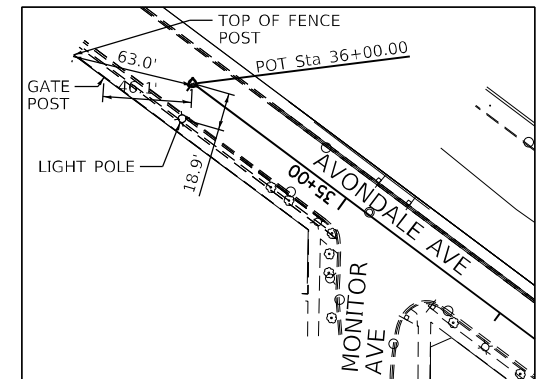 TOP OF FENCE
POST
63.0'
POT Sta 36+00.00
GATE
POST
46.1'
LIGHT POLE
18.9'
35+00
AVONDALE AVE
MONITOR
AVE